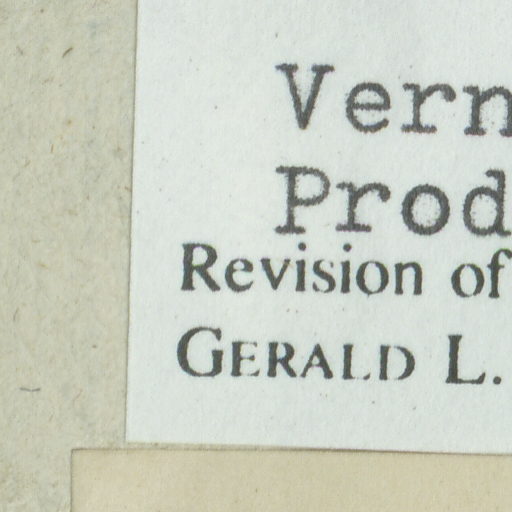 Vern
Prod
Revision of
GERALD L.